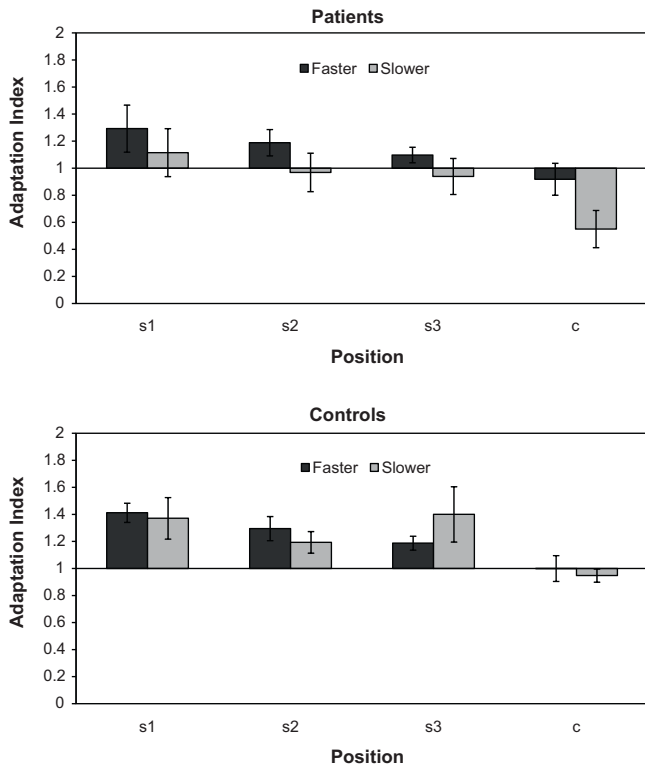 Patients
Adaptation Index
2
1.8
1.6
1.4
1.2
1
0.8
0.6
0.4
0.2
0
Faster Slower
s1 s2 s3 c
Position
Controls
Adaptation Index
2
1.8
1.6
1.4
1.2
1
0.8
0.6
0.4
0.2
0
Faster Slower
s1 s2 s3 c
Position